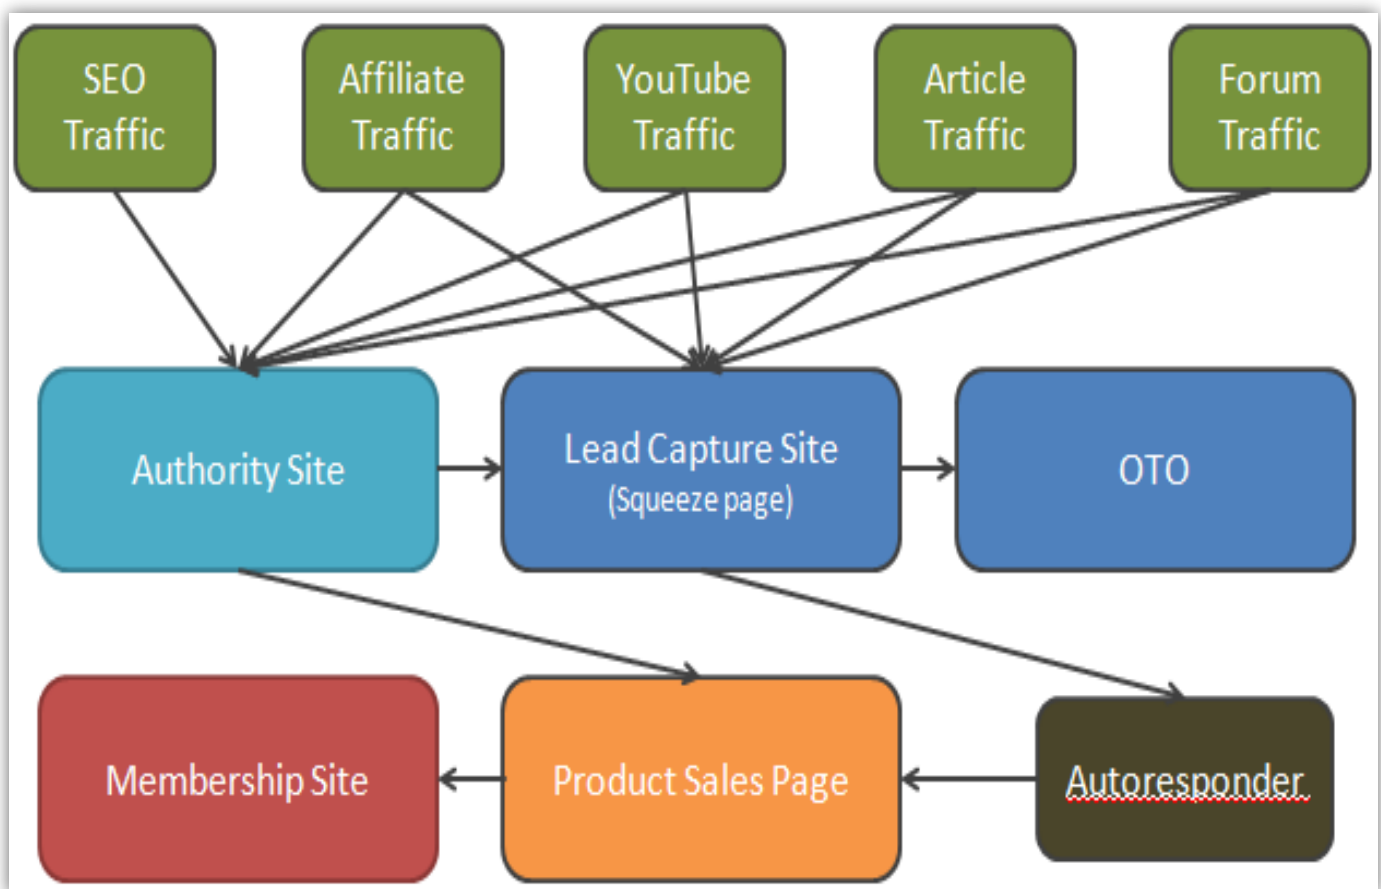 SEO
Traffic
Affiliate
Traffic
YouTube
Traffic
Article
Traffic
Forum
Traffic
Authority Site
Lead Capture Site
(Squeeze page)
OTO
Membership Site
Product Sales Page
Autoresponder